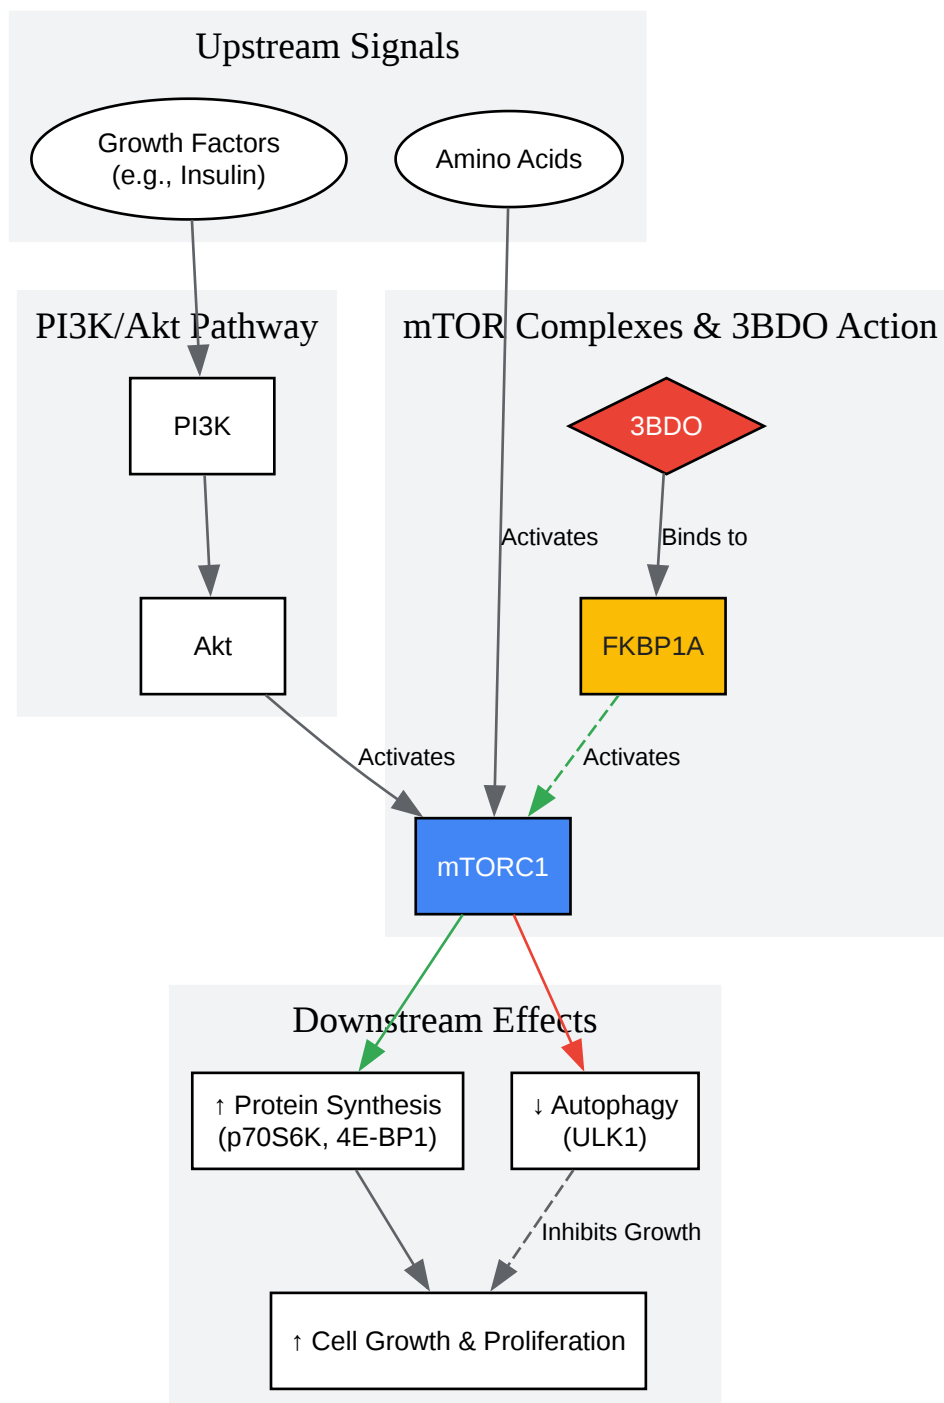 Upstream Signals
Growth Factors
(e.g., Insulin)
Amino Acids
PI3K/Akt Pathway
mTOR Complexes & 3BDO Action
PI3K
3BDO
Activates
Binds to
Akt
FKBP1A
Activates
Activates
mTORC1
Downstream Effects
↑ Protein Synthesis
(p70S6K, 4E-BP1)
↓ Autophagy
(ULK1)
Inhibits Growth
↑ Cell Growth & Proliferation